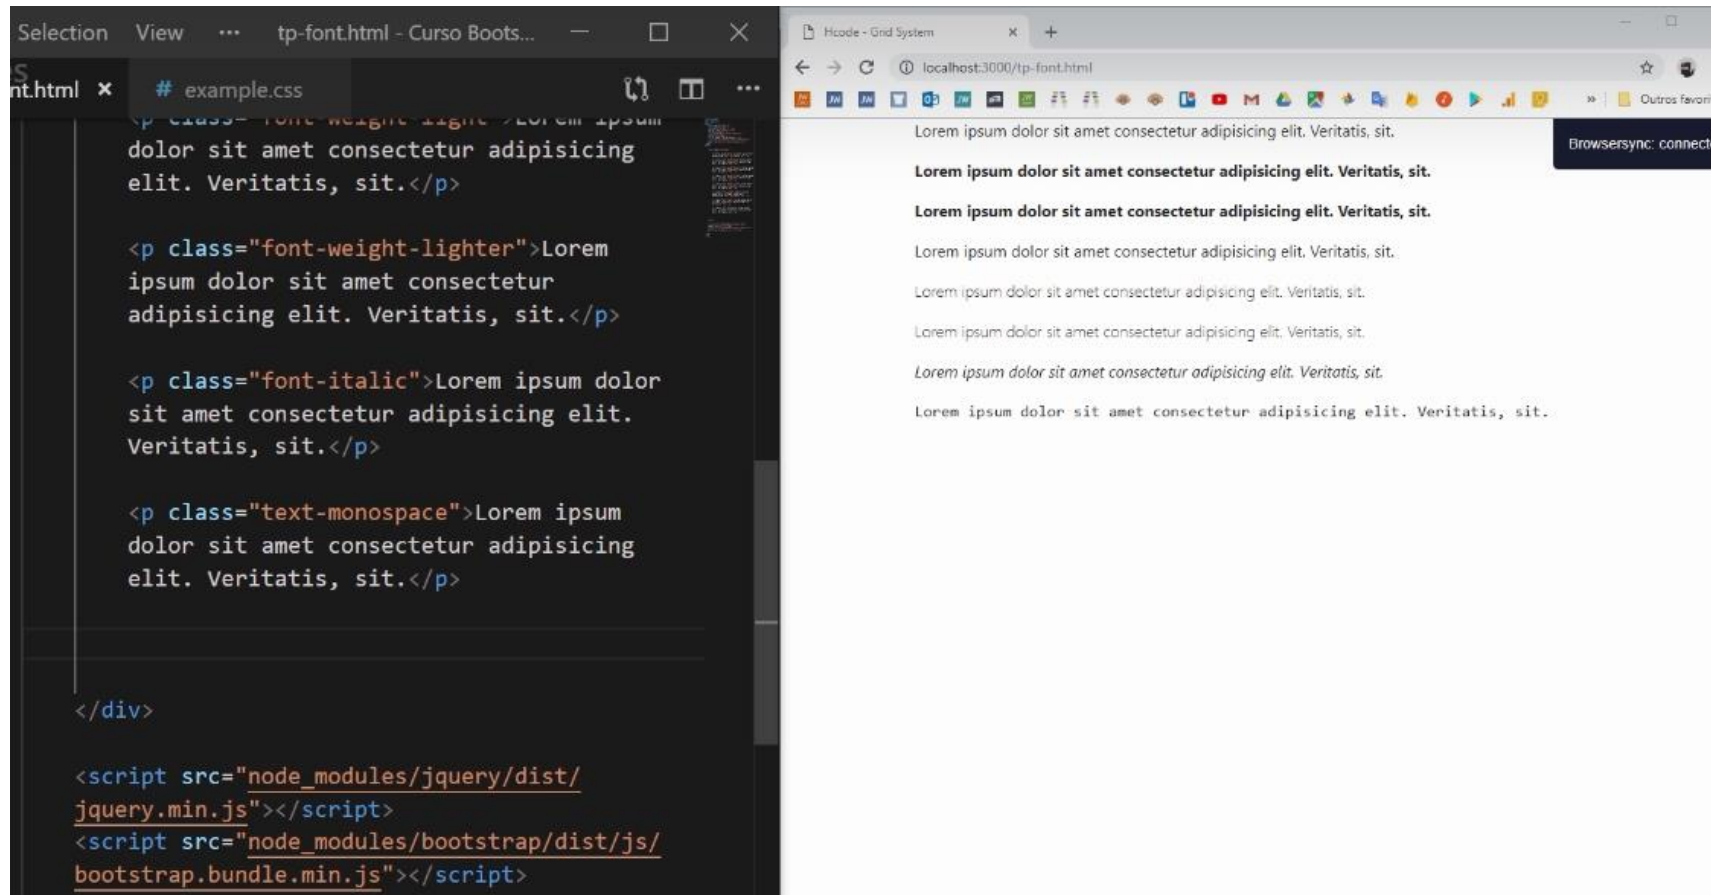 Selection View ··· tp-font.html - Curso Boots...
nt.html × # example.css ···
<p class="font-weight-light">Lorem ipsum
dolor sit amet consectetur adipisicing
elit. Veritatis, sit.</p>
<p class="font-weight-lighter">Lorem
ipsum dolor sit amet consectetur
adipisicing elit. Veritatis, sit.</p>
<p class="font-italic">Lorem ipsum dolor
sit amet consectetur adipisicing elit.
Veritatis, sit.</p>
<p class="text-monospace">Lorem ipsum
dolor sit amet consectetur adipisicing
elit. Veritatis, sit.</p>
</div>
<script src="node_modules/jquery/dist/
jquery.min.js"></script>
<script src="node_modules/bootstrap/dist/js/
bootstrap.bundle.min.js"></script>
Hcode - Grid System
localhost:3000/tp-font.html
» Outros favori
Browsersync: connecte
Lorem ipsum dolor sit amet consectetur adipisicing elit. Veritatis, sit.
Lorem ipsum dolor sit amet consectetur adipisicing elit. Veritatis, sit.
Lorem ipsum dolor sit amet consectetur adipisicing elit. Veritatis, sit.
Lorem ipsum dolor sit amet consectetur adipisicing elit. Veritatis, sit.
Lorem ipsum dolor sit amet consectetur adipisicing elit. Veritatis, sit.
Lorem ipsum dolor sit amet consectetur adipisicing elit. Veritatis, sit.
Lorem ipsum dolor sit amet consectetur adipisicing elit. Veritatis, sit.
Lorem ipsum dolor sit amet consectetur adipisicing elit. Veritatis, sit.